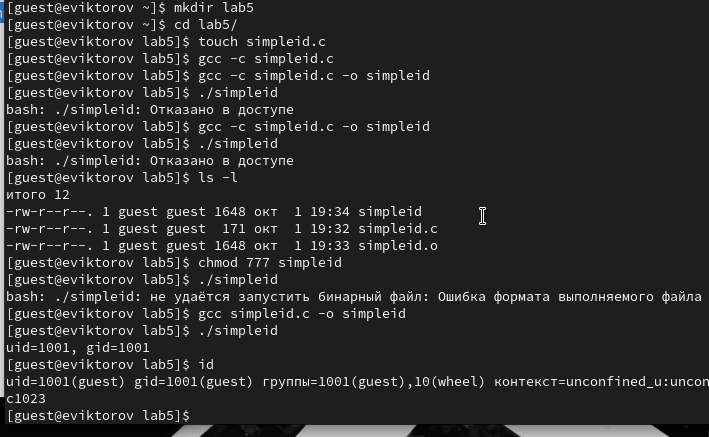 [guest@eviktorov ~]$ mkdir lab5
[guest@eviktorov ~]$ cd lab5/
[guest@eviktorov lab5]$ touch simpleid.c
[guest@eviktorov lab5]$ gcc -c simpleid.c
[guest@eviktorov lab5]$ gcc -c simpleid.c -o simpleid
[guest@eviktorov lab5]$ ./simpleid
bash: ./simpleid: Отказано в доступе
[guest@eviktorov lab5]$ gcc -c simpleid.c -o simpleid
[guest@eviktorov lab5]$ ./simpleid
bash: ./simpleid: Отказано в доступе
[guest@eviktorov lab5]$ ls -l
итого 12
-rw-r--r--. 1 guest guest 1648 окт  1 19:34 simpleid
-rw-r--r--. 1 guest guest  171 окт  1 19:32 simpleid.c
-rw-r--r--. 1 guest guest 1648 окт  1 19:33 simpleid.o
[guest@eviktorov lab5]$ chmod 777 simpleid
[guest@eviktorov lab5]$ ./simpleid
bash: ./simpleid: не удаётся запустить бинарный файл: Ошибка формата выполняемого файла
[guest@eviktorov lab5]$ gcc simpleid.c -o simpleid
[guest@eviktorov lab5]$ ./simpleid
uid=1001, gid=1001
[guest@eviktorov lab5]$ id
uid=1001(guest) gid=1001(guest) группы=1001(guest),10(wheel) контекст=unconfined_u:uncon
c1023
[guest@eviktorov lab5]$